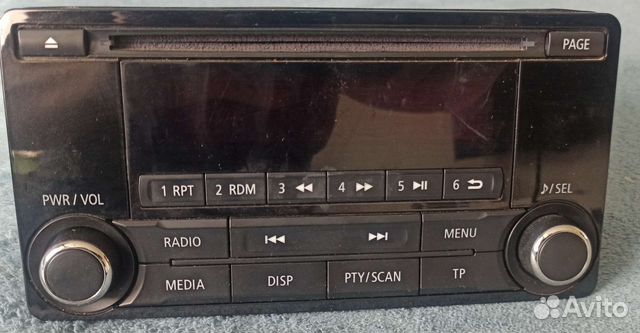 ⏏ PAGE
1 RPT 2 RDM 3 ◀◀ 4 ▶▶ 5 ▶II 6 ⮌
PWR / VOL ♪/SEL
RADIO I◀◀ ▶▶I MENU
MEDIA DISP PTY/SCAN TP
Avito